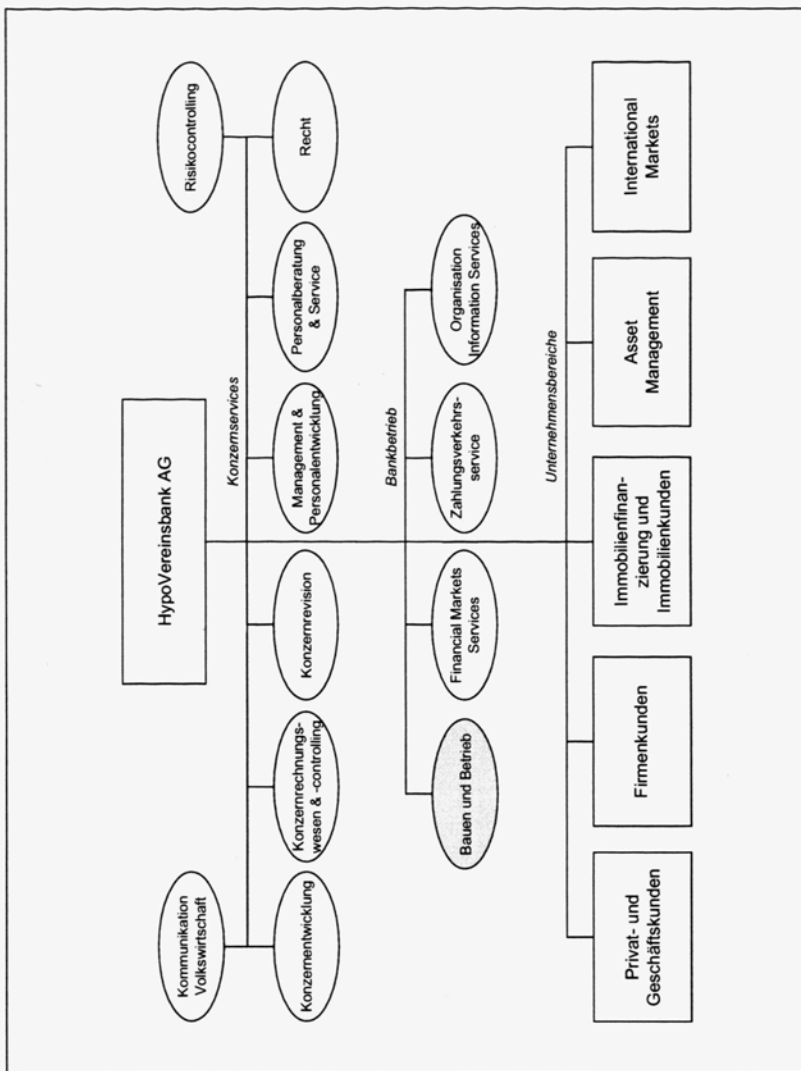 HypoVereinsbank AG
Kommunikation
Volkswirtschaft
Risikocontrolling
Konzernservices
Konzernentwicklung
Konzernrechnungs-
wesen & -controlling
Konzernrevision
Management &
Personalentwicklung
Personalberatung
& Service
Recht
Bankbetrieb
Bauen und Betrieb
Financial Markets
Services
Zahlungsverkehrs-
service
Organisation
Information Services
Unternehmensbereiche
Privat- und
Geschäftskunden
Firmenkunden
Immobilienfinan-
zierung und
Immobilienkunden
Asset
Management
International
Markets